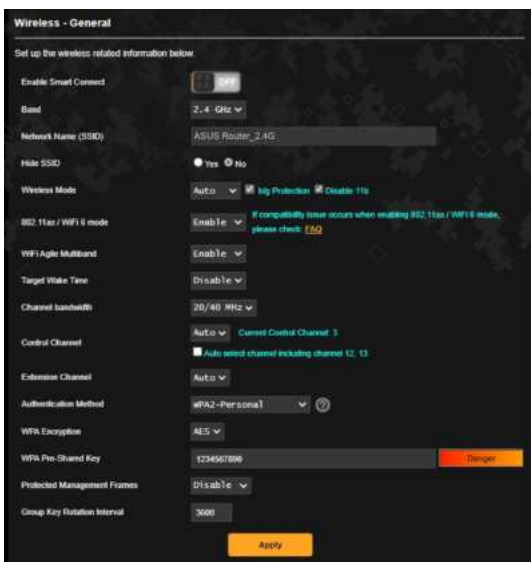 Wireless - General
Set up the wireless related information below.
Enable Smart Connect OFF
Band 2.4 GHz
Network Name (SSID) ASUS Router_2.4G
Hide SSID Yes No
Wireless Mode Auto b/g Protection Disable 11b
802.11ax / WiFi 6 mode Enable If compatibility issue occurs when enabling 802.11ax / WiFi 6 mode,
please check: FAQ
WiFi Agile Multiband Enable
Target Wake Time Disable
Channel bandwidth 20/40 MHz
Control Channel Auto Current Control Channel: 3
Auto select channel including channel 12, 13
Extension Channel Auto
Authentication Method WPA2-Personal ?
WPA Encryption AES
WPA Pre-Shared Key 1234567890 Danger
Protected Management Frames Disable
Group Key Rotation Interval 3600
Apply